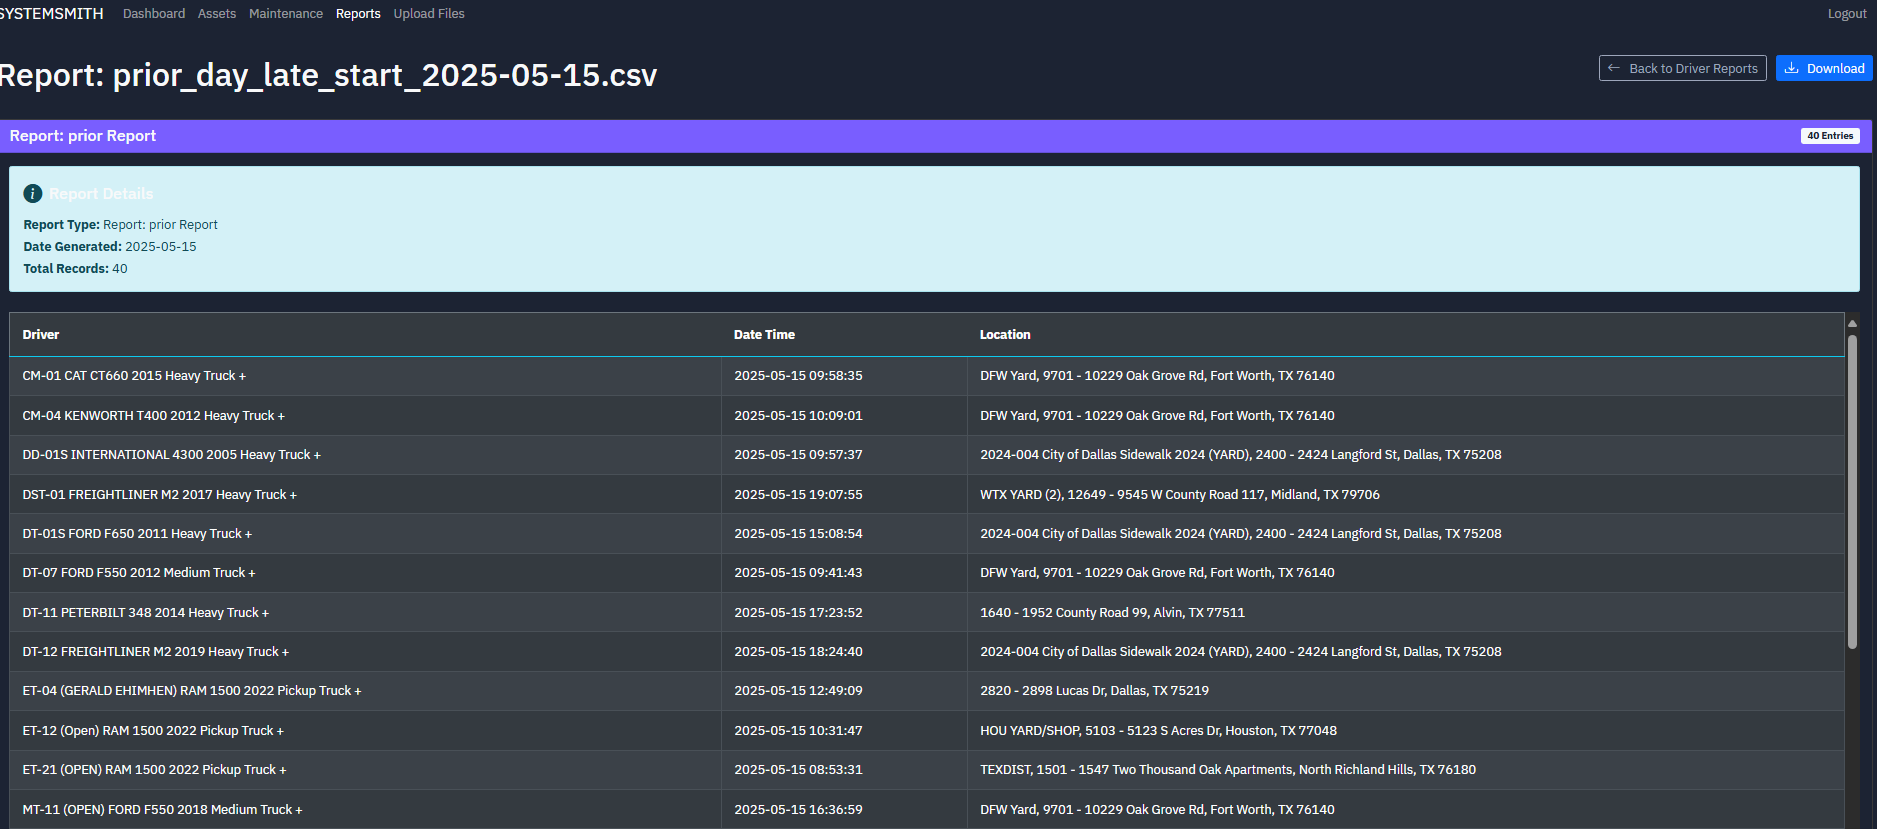 SYSTEMSMITH Dashboard Assets Maintenance Reports Upload Files Logout
Report: prior_day_late_start_2025-05-15.csv
← Back to Driver Reports Download
Report: prior Report 40 Entries
Report Details
Report Type: Report: prior Report
Date Generated: 2025-05-15
Total Records: 40
Driver Date Time Location
CM-01 CAT CT660 2015 Heavy Truck + 2025-05-15 09:58:35 DFW Yard, 9701 - 10229 Oak Grove Rd, Fort Worth, TX 76140
CM-04 KENWORTH T400 2012 Heavy Truck + 2025-05-15 10:09:01 DFW Yard, 9701 - 10229 Oak Grove Rd, Fort Worth, TX 76140
DD-01S INTERNATIONAL 4300 2005 Heavy Truck + 2025-05-15 09:57:37 2024-004 City of Dallas Sidewalk 2024 (YARD), 2400 - 2424 Langford St, Dallas, TX 75208
DST-01 FREIGHTLINER M2 2017 Heavy Truck + 2025-05-15 19:07:55 WTX YARD (2), 12649 - 9545 W County Road 117, Midland, TX 79706
DT-01S FORD F650 2011 Heavy Truck + 2025-05-15 15:08:54 2024-004 City of Dallas Sidewalk 2024 (YARD), 2400 - 2424 Langford St, Dallas, TX 75208
DT-07 FORD F550 2012 Medium Truck + 2025-05-15 09:41:43 DFW Yard, 9701 - 10229 Oak Grove Rd, Fort Worth, TX 76140
DT-11 PETERBILT 348 2014 Heavy Truck + 2025-05-15 17:23:52 1640 - 1952 County Road 99, Alvin, TX 77511
DT-12 FREIGHTLINER M2 2019 Heavy Truck + 2025-05-15 18:24:40 2024-004 City of Dallas Sidewalk 2024 (YARD), 2400 - 2424 Langford St, Dallas, TX 75208
ET-04 (GERALD EHIMHEN) RAM 1500 2022 Pickup Truck + 2025-05-15 12:49:09 2820 - 2898 Lucas Dr, Dallas, TX 75219
ET-12 (Open) RAM 1500 2022 Pickup Truck + 2025-05-15 10:31:47 HOU YARD/SHOP, 5103 - 5123 S Acres Dr, Houston, TX 77048
ET-21 (OPEN) RAM 1500 2022 Pickup Truck + 2025-05-15 08:53:31 TEXDIST, 1501 - 1547 Two Thousand Oak Apartments, North Richland Hills, TX 76180
MT-11 (OPEN) FORD F550 2018 Medium Truck + 2025-05-15 16:36:59 DFW Yard, 9701 - 10229 Oak Grove Rd, Fort Worth, TX 76140